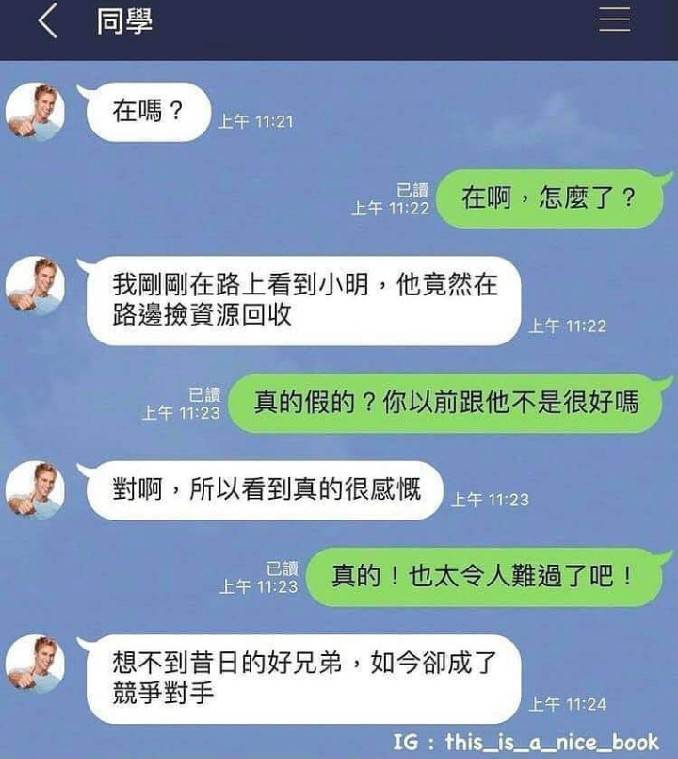 同學
在嗎？
上午 11:21
已讀
上午 11:22
在啊，怎麼了？
我剛剛在路上看到小明，他竟然在
路邊撿資源回收
上午 11:22
已讀
上午 11:23
真的假的？你以前跟他不是很好嗎
對啊，所以看到真的很感慨
上午 11:23
已讀
上午 11:23
真的！也太令人難過了吧！
想不到昔日的好兄弟，如今卻成了
競爭對手
上午 11:24
IG : this_is_a_nice_book